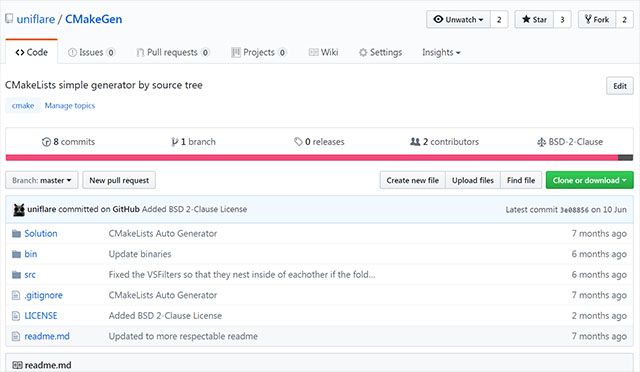 uniflare / CMakeGen Unwatch 2 Star 3 Fork 2
Code Issues 0 Pull requests 0 Projects 0 Wiki Settings Insights
CMakeLists simple generator by source tree Edit
cmake Manage topics
8 commits 1 branch 0 releases 2 contributors BSD-2-Clause
Branch: master New pull request Create new file Upload files Find file Clone or download
uniflare committed on GitHub Added BSD 2-Clause License Latest commit 3e08856 on 10 Jun
Solution CMakeLists Auto Generator 7 months ago
bin Update binaries 6 months ago
src Fixed the VSFilters so that they nest inside of eachother if the fold... 6 months ago
.gitignore CMakeLists Auto Generator 7 months ago
LICENSE Added BSD 2-Clause License 2 months ago
readme.md Updated to more respectable readme 7 months ago
readme.md